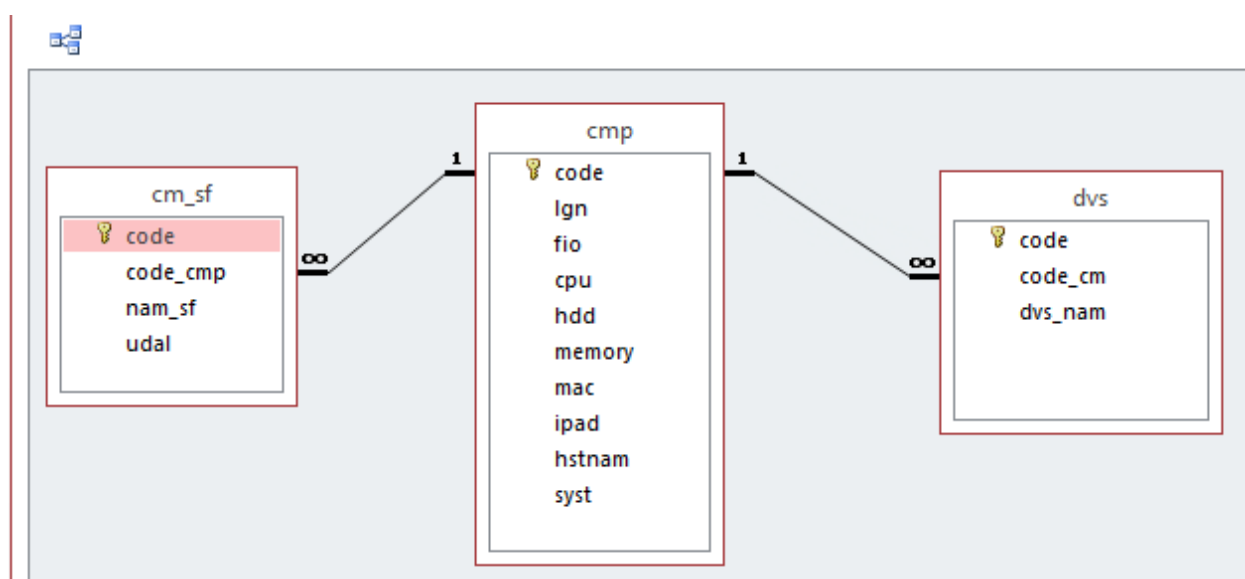 cm_sf
code
code_cmp
nam_sf
udal
1
∞
cmp
code
lgn
fio
cpu
hdd
memory
mac
ipad
hstnam
syst
1
∞
dvs
code
code_cm
dvs_nam